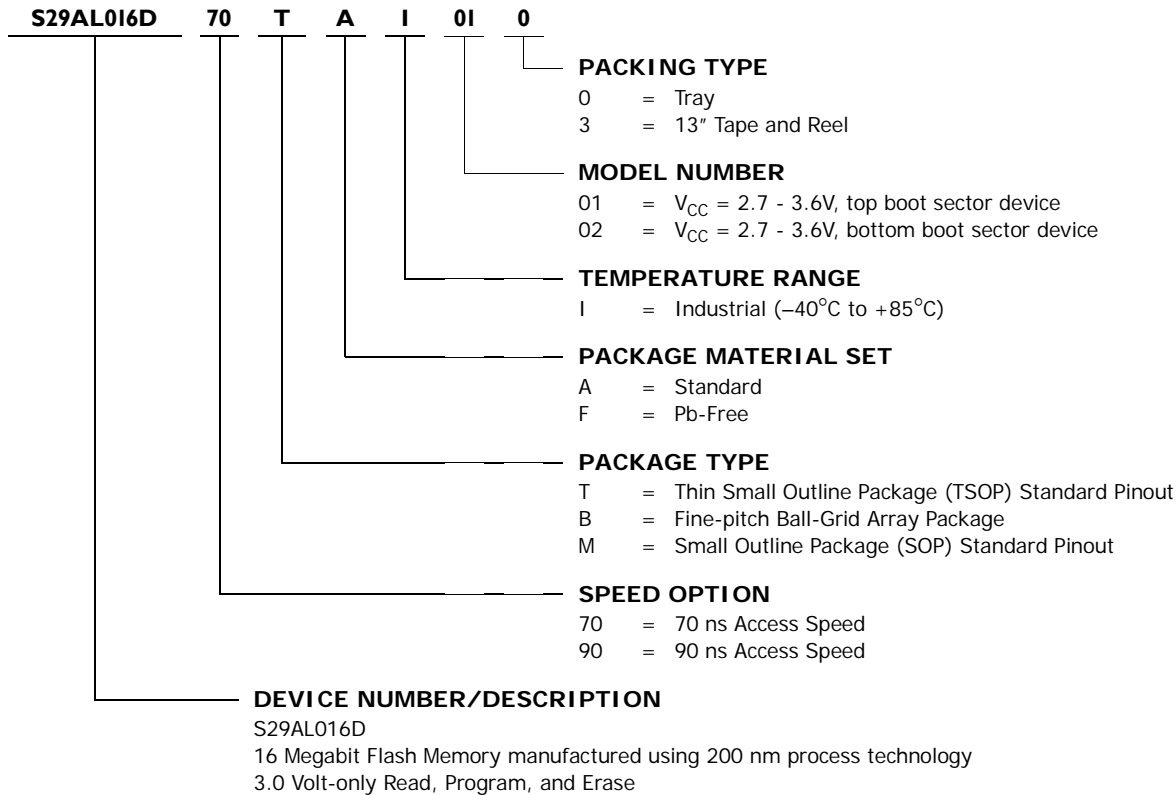 S29AL016D 70 T A I 01 0
PACKING TYPE
0 = Tray
3 = 13″ Tape and Reel
MODEL NUMBER
01 = VCC = 2.7 - 3.6V, top boot sector device
02 = VCC = 2.7 - 3.6V, bottom boot sector device
TEMPERATURE RANGE
I = Industrial (–40°C to +85°C)
PACKAGE MATERIAL SET
A = Standard
F = Pb-Free
PACKAGE TYPE
T = Thin Small Outline Package (TSOP) Standard Pinout
B = Fine-pitch Ball-Grid Array Package
M = Small Outline Package (SOP) Standard Pinout
SPEED OPTION
70 = 70 ns Access Speed
90 = 90 ns Access Speed
DEVICE NUMBER/DESCRIPTION
S29AL016D
16 Megabit Flash Memory manufactured using 200 nm process technology
3.0 Volt-only Read, Program, and Erase